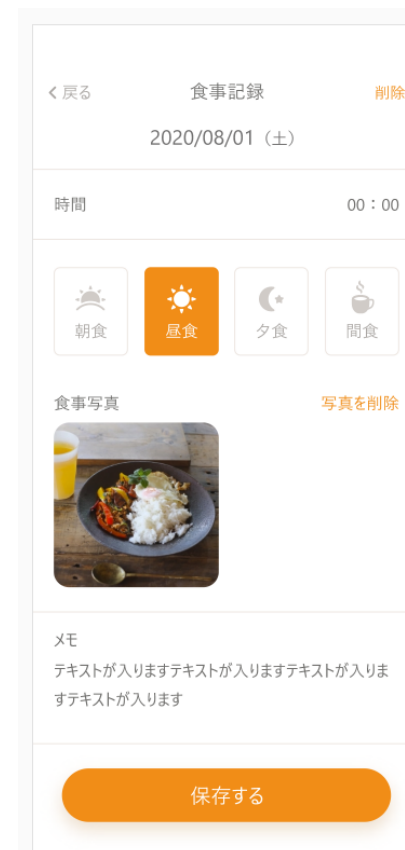 戻る 食事記録 削除
2020/08/01（土）
時間 00：00
朝食 昼食 夕食 間食
食事写真 写真を削除
メモ
テキストが入りますテキストが入りますテキストが入りま
すテキストが入ります
保存する